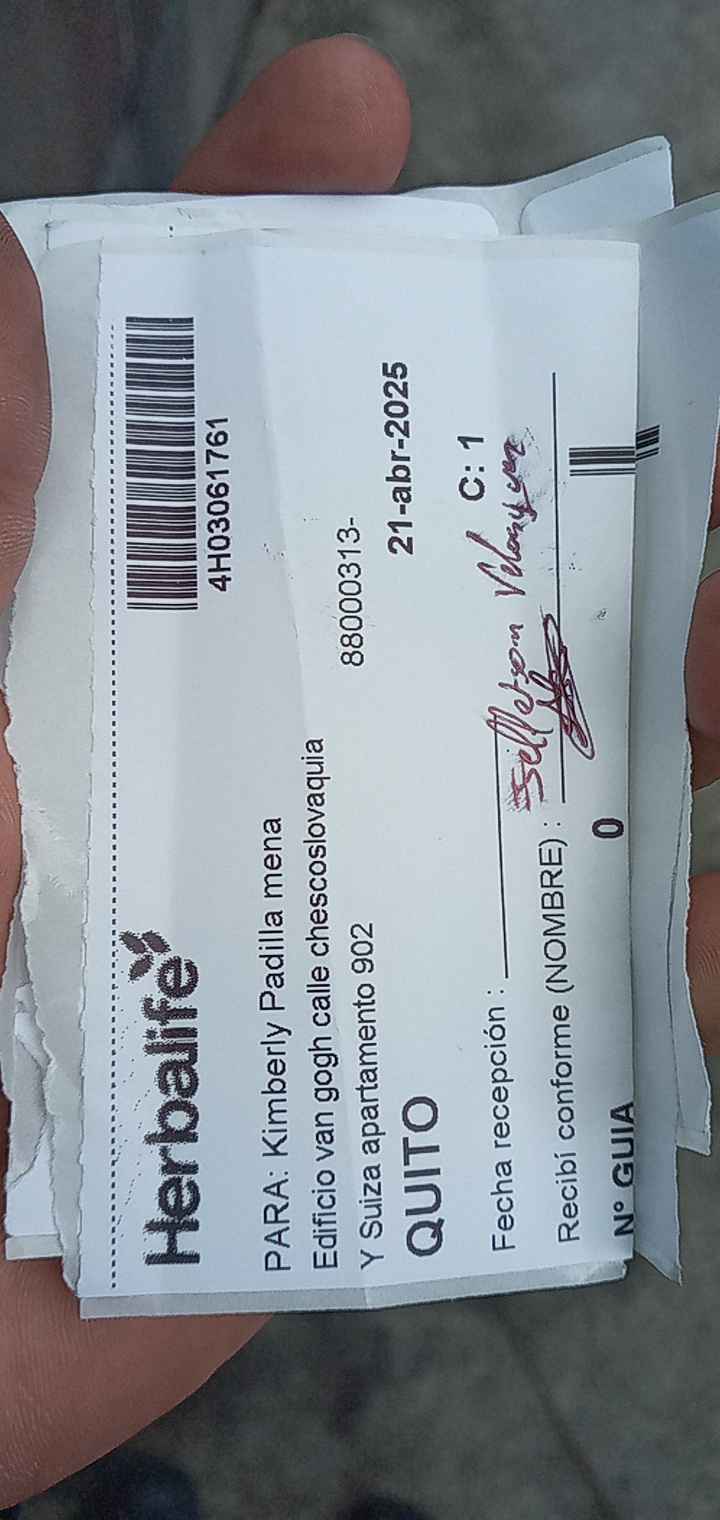 Herbalife
4H03061761
PARA: Kimberly Padilla mena
Edificio van gogh calle chescoslovaquia
88000313-
Y Suiza apartamento 902
QUITO
21-abr-2025
C: 1
Fecha recepción :
Recibí conforme (NOMBRE) :
N° GUIA 0